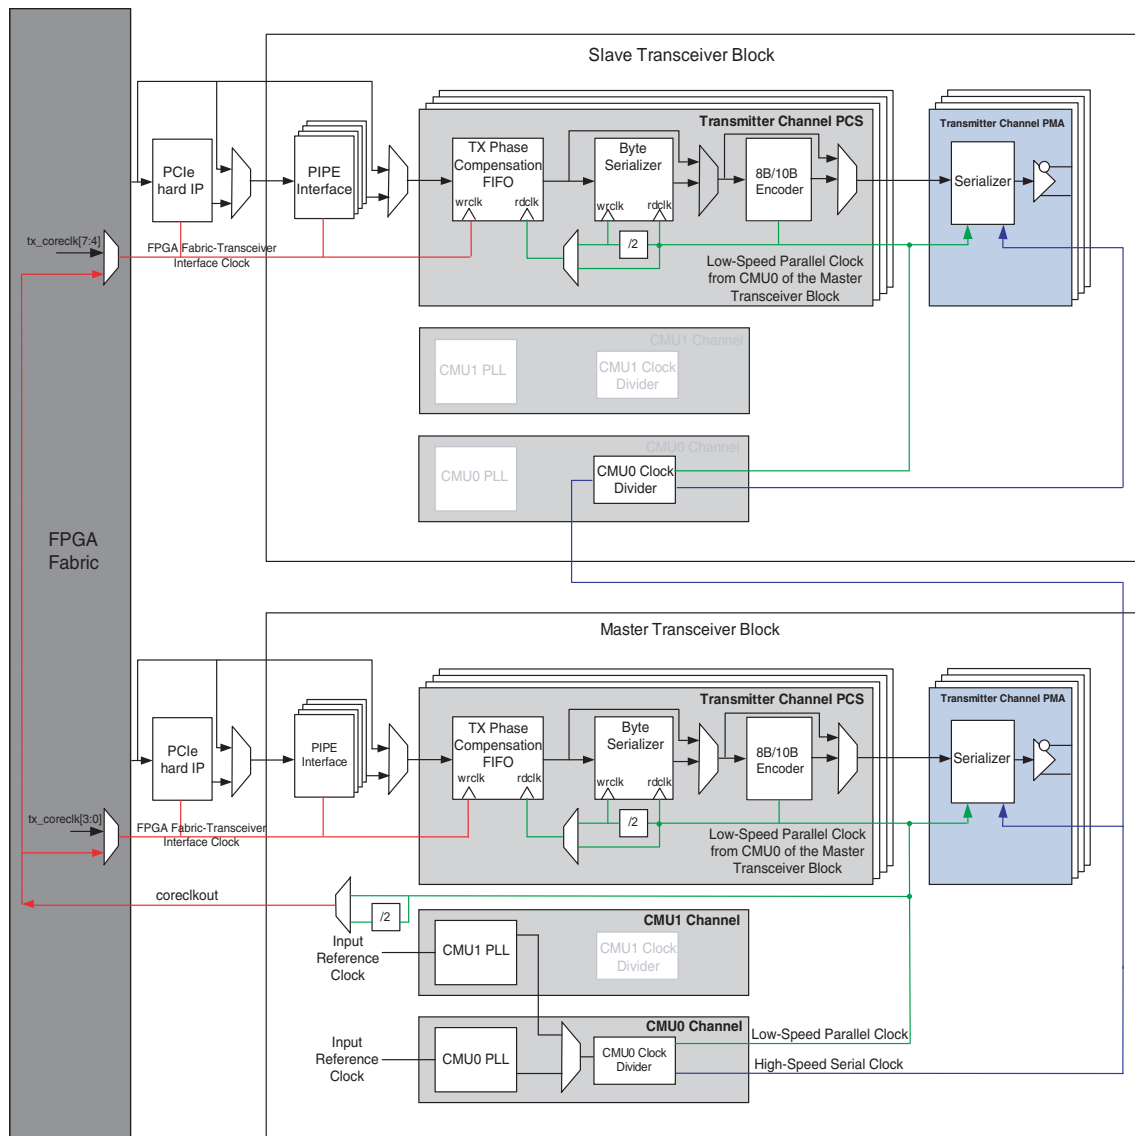 Slave Transceiver Block
Transmitter Channel PCS
Transmitter Channel PMA
PCIe
hard IP
PIPE
Interface
TX Phase
Compensation
FIFO
wrclk
rdclk
Byte
Serializer
wrclk
rdclk
/2
8B/10B
Encoder
Serializer
tx_coreclk[7:4]
FPGA Fabric-Transceiver
Interface Clock
Low-Speed Parallel Clock
from CMU0 of the Master
Transceiver Block
CMU1 Channel
CMU1 PLL
CMU1 Clock
Divider
CMU0 Channel
CMU0 PLL
CMU0 Clock
Divider
FPGA
Fabric
Master Transceiver Block
Transmitter Channel PCS
Transmitter Channel PMA
PCIe
hard IP
PIPE
Interface
TX Phase
Compensation
FIFO
wrclk
rdclk
Byte
Serializer
wrclk
rdclk
/2
8B/10B
Encoder
Serializer
tx_coreclk[3:0]
FPGA Fabric-Transceiver
Interface Clock
Low-Speed Parallel Clock
from CMU0 of the Master
Transceiver Block
coreclkout
/2
CMU1 Channel
Input
Reference
Clock
CMU1 PLL
CMU1 Clock
Divider
CMU0 Channel
Input
Reference
Clock
CMU0 PLL
CMU0 Clock
Divider
Low-Speed Parallel Clock
High-Speed Serial Clock